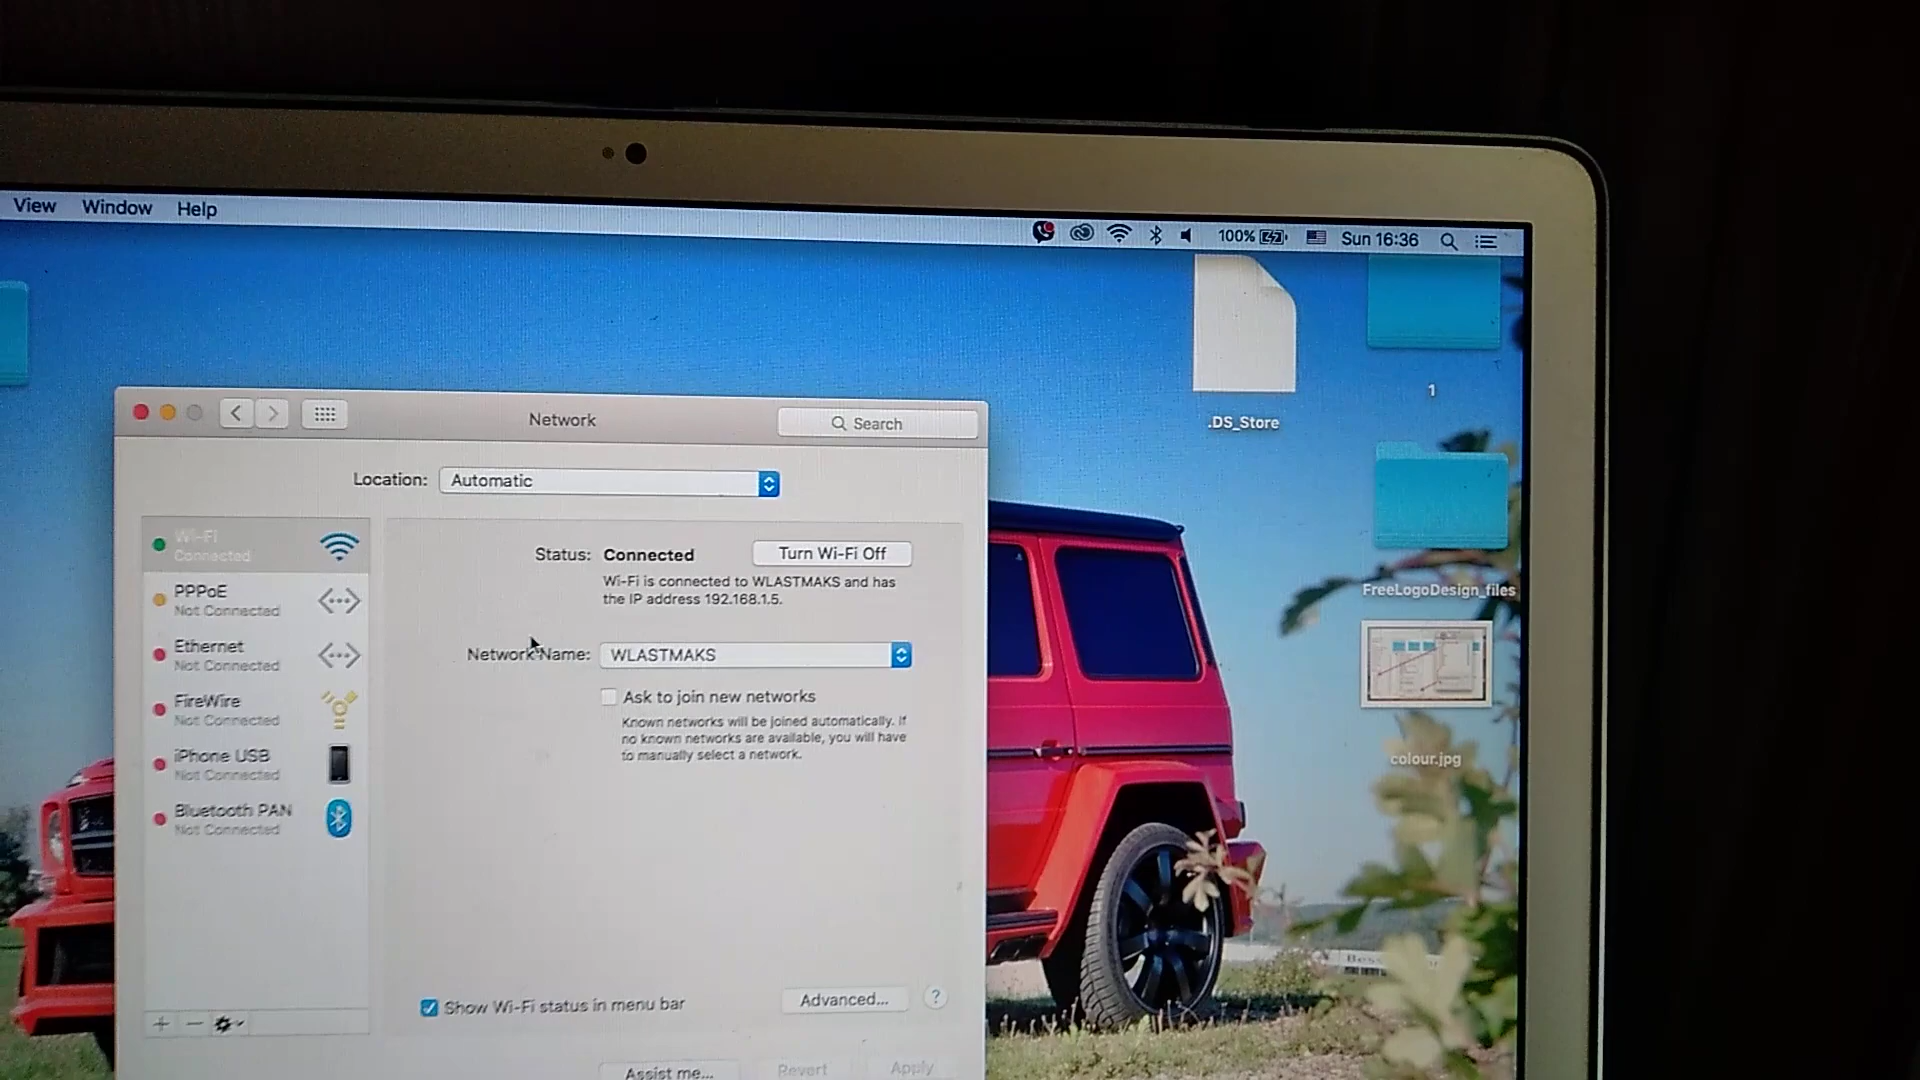 View Window Help
100% Sun 16:36
1
.DS_Store
Network
Search
Location: Automatic
Wi-Fi
Connected
PPPoE
Not Connected
Ethernet
Not Connected
FireWire
Not Connected
iPhone USB
Not Connected
Bluetooth PAN
Not Connected
Status: Connected
Turn Wi-Fi Off
Wi-Fi is connected to WLASTMAKS and has
the IP address 192.168.1.5.
Network Name: WLASTMAKS
Ask to join new networks
Known networks will be joined automatically. If
no known networks are available, you will have
to manually select a network.
Show Wi-Fi status in menu bar
Advanced...
?
Assist me...
Revert
Apply
FreeLogoDesign_files
colour.jpg